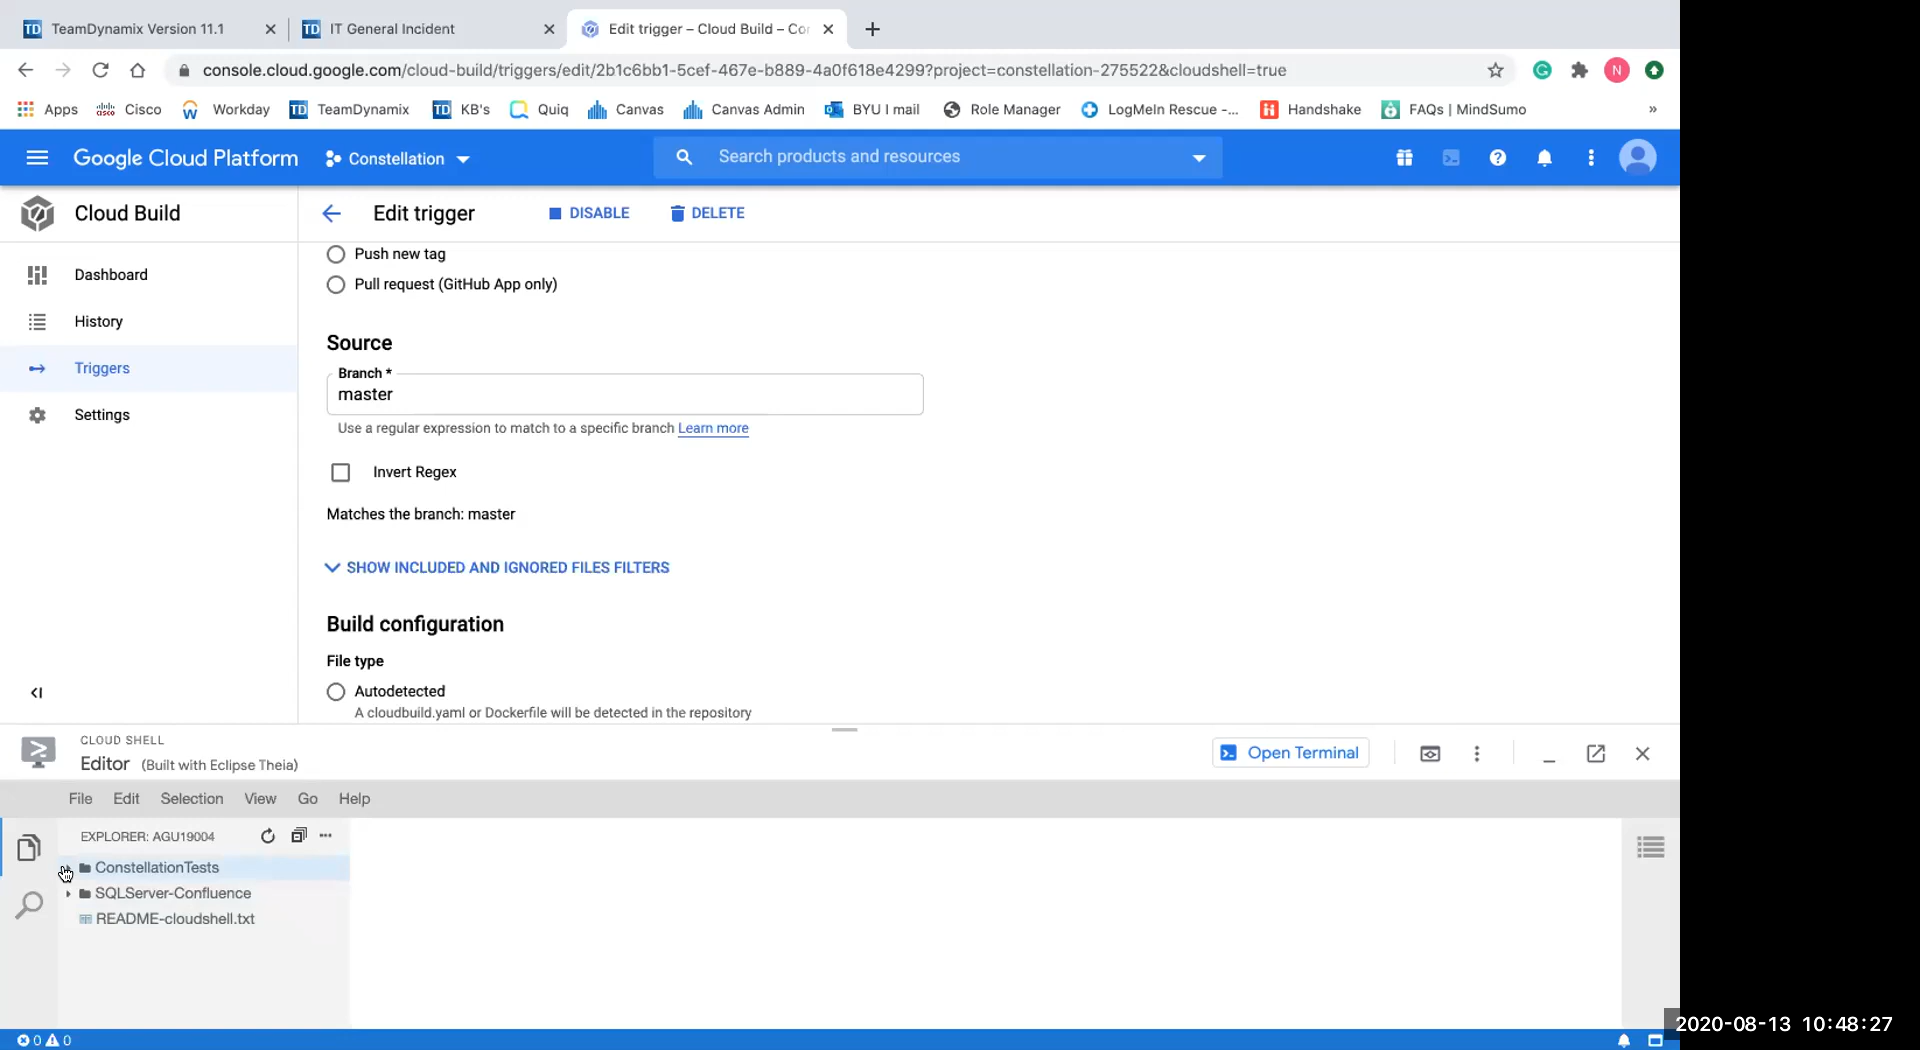 TD TeamDynamix Version 11.1
TD IT General Incident
Edit trigger – Cloud Build – Co
console.cloud.google.com/cloud-build/triggers/edit/2b1c6bb1-5cef-467e-b889-4a0f618e4299?project=constellation-275522&cloudshell=true
N
Apps
Cisco
Workday
TD TeamDynamix
TD KB's
Quiq
Canvas
Canvas Admin
BYU I mail
Role Manager
LogMeIn Rescue -...
Handshake
FAQs | MindSumo
»
Google Cloud Platform
Constellation
Search products and resources
Cloud Build
Edit trigger
DISABLE
DELETE
Dashboard
History
Triggers
Settings
Push new tag
Pull request (GitHub App only)
Source
Branch *
master
Use a regular expression to match to a specific branch Learn more
Invert Regex
Matches the branch: master
SHOW INCLUDED AND IGNORED FILES FILTERS
Build configuration
File type
Autodetected
A cloudbuild.yaml or Dockerfile will be detected in the repository
CLOUD SHELL
Editor (Built with Eclipse Theia)
Open Terminal
File Edit Selection View Go Help
EXPLORER: AGU19004
ConstellationTests
SQLServer-Confluence
README-cloudshell.txt
0 0
2020-08-13 10:48:27